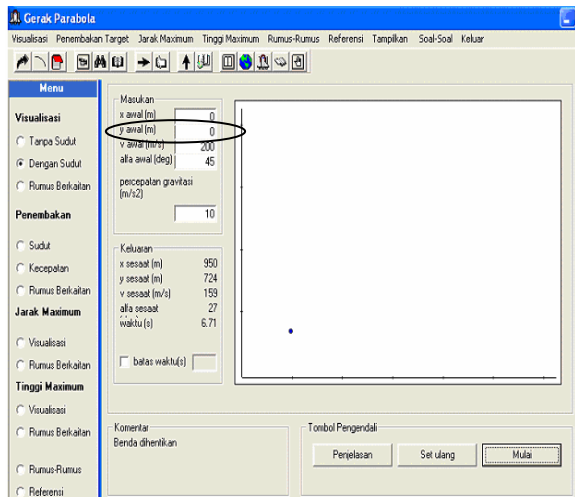 Gerak Parabola
Visualisasi Penembakan Target Jarak Maximum Tinggi Maximum Rumus-Rumus Referensi Tampilkan Soal-Soal Keluar
Menu
Visualisasi
Tanpa Sudut
Dengan Sudut
Rumus Berkaitan
Penembakan
Sudut
Kecepatan
Rumus Berkaitan
Jarak Maximum
Visualisasi
Rumus Berkaitan
Tinggi Maximum
Visualisasi
Rumus Berkaitan
Rumus-Rumus
Referensi
Masukan
x awal (m) 0
y awal (m) 0
v awal (m/s) 200
alfa awal (deg) 45
percepatan gravitasi
(m/s2)
10
Keluaran
x sesaat (m) 950
y sesaat (m) 724
v sesaat (m/s) 159
alfa sesaat 27
waktu (s) 6.71
batas waktu(s)
Komentar
Benda dihentikan
Tombol Pengendali
Penjelasan Set ulang Mulai